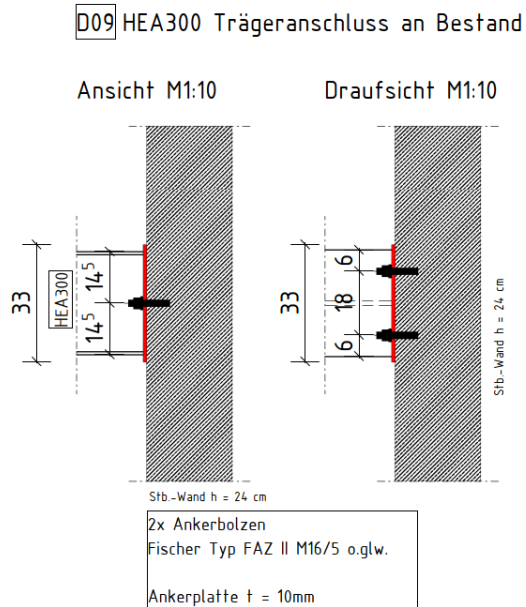 D09 HEA300 Trägeranschluss an Bestand
Ansicht M1:10
Draufsicht M1:10
33
HEA300
14⁵
14⁵
33
6
18
6
Stb.-Wand h = 24 cm
Stb.-Wand h = 24 cm
2x Ankerbolzen
Fischer Typ FAZ II M16/5 o.glw.
Ankerplatte t = 10mm